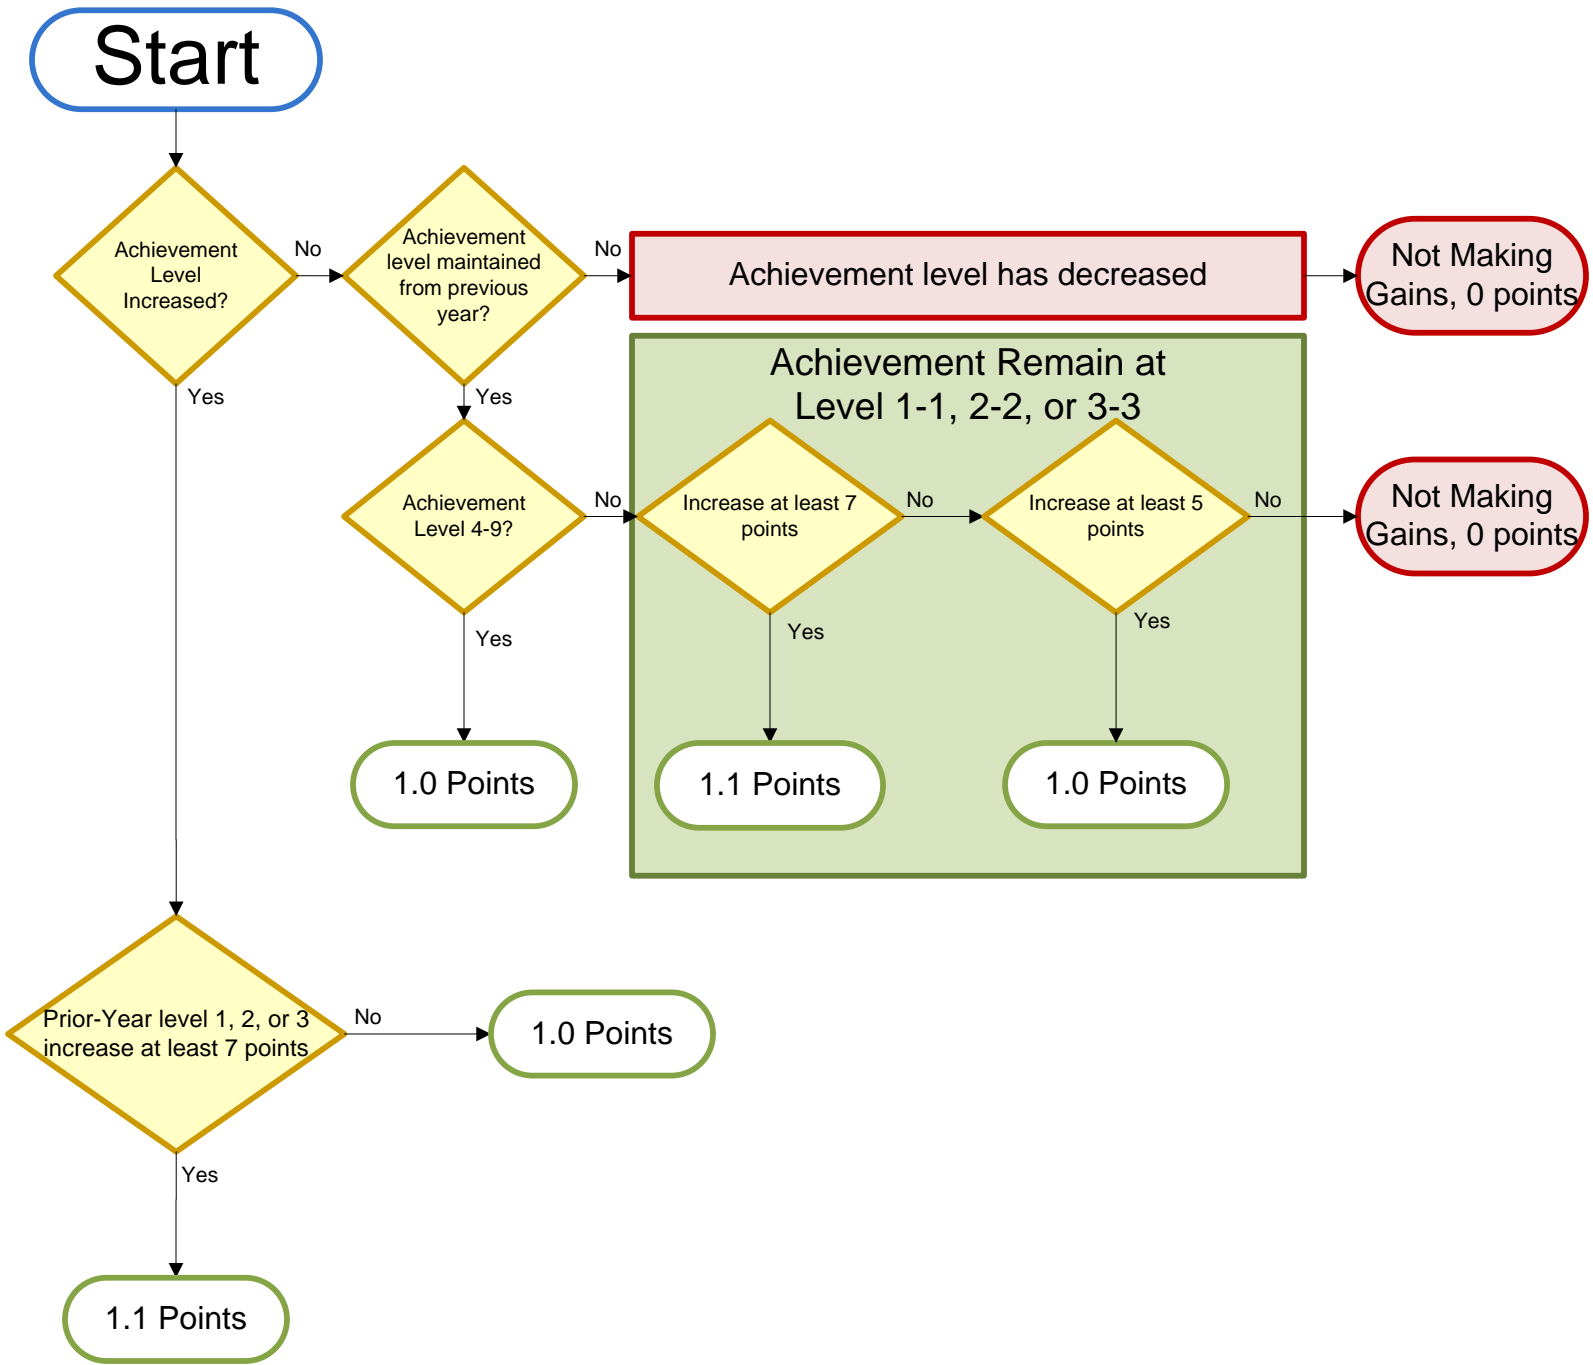 Start
Achievement
Level
Increased?
No
Achievement
level maintained
from previous
year?
No
Achievement level has decreased
Not Making
Gains, 0 points
Yes
Yes
Achievement Remain at
Level 1-1, 2-2, or 3-3
Achievement
Level 4-9?
No
Increase at least 7
points
No
Increase at least 5
points
No
Not Making
Gains, 0 points
Yes
Yes
Yes
1.0 Points
1.1 Points
1.0 Points
Prior-Year level 1, 2, or 3
increase at least 7 points
No
1.0 Points
Yes
1.1 Points